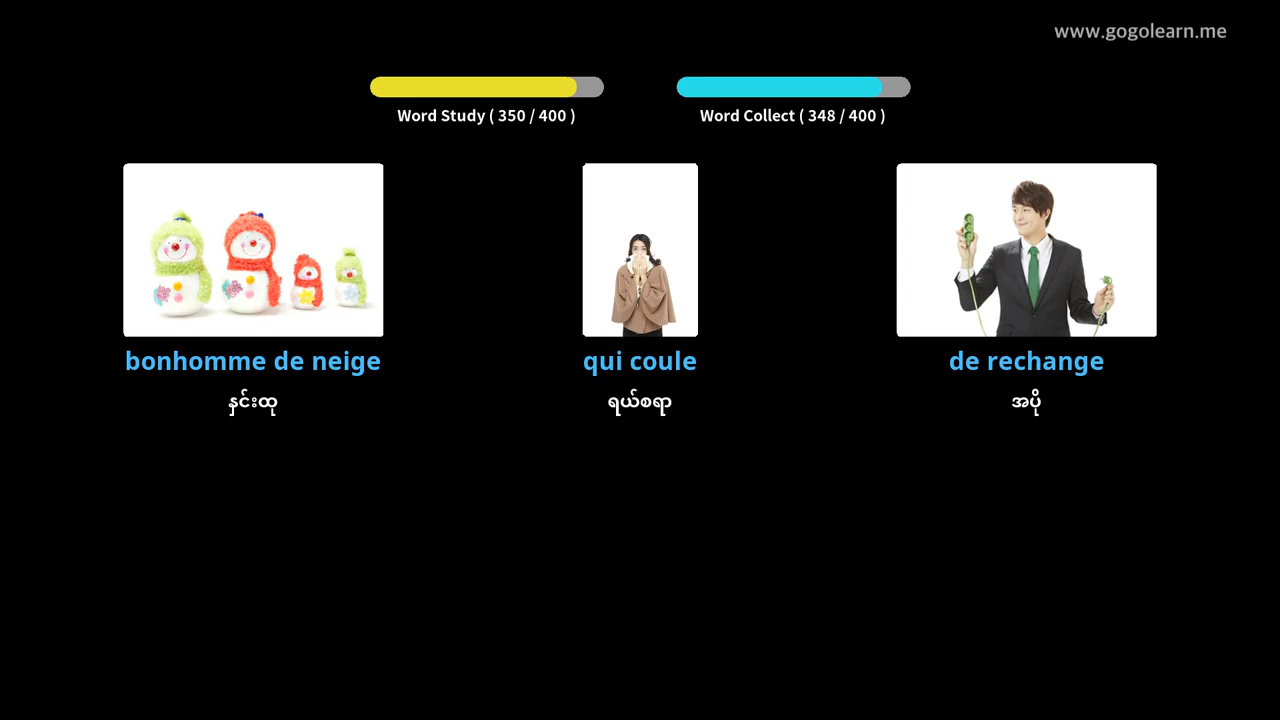 www.gogolearn.me
Word Study ( 350 / 400 )
Word Collect ( 348 / 400 )
bonhomme de neige
qui coule
de rechange
နှင်းထု
ရယ်စရာ
အပို